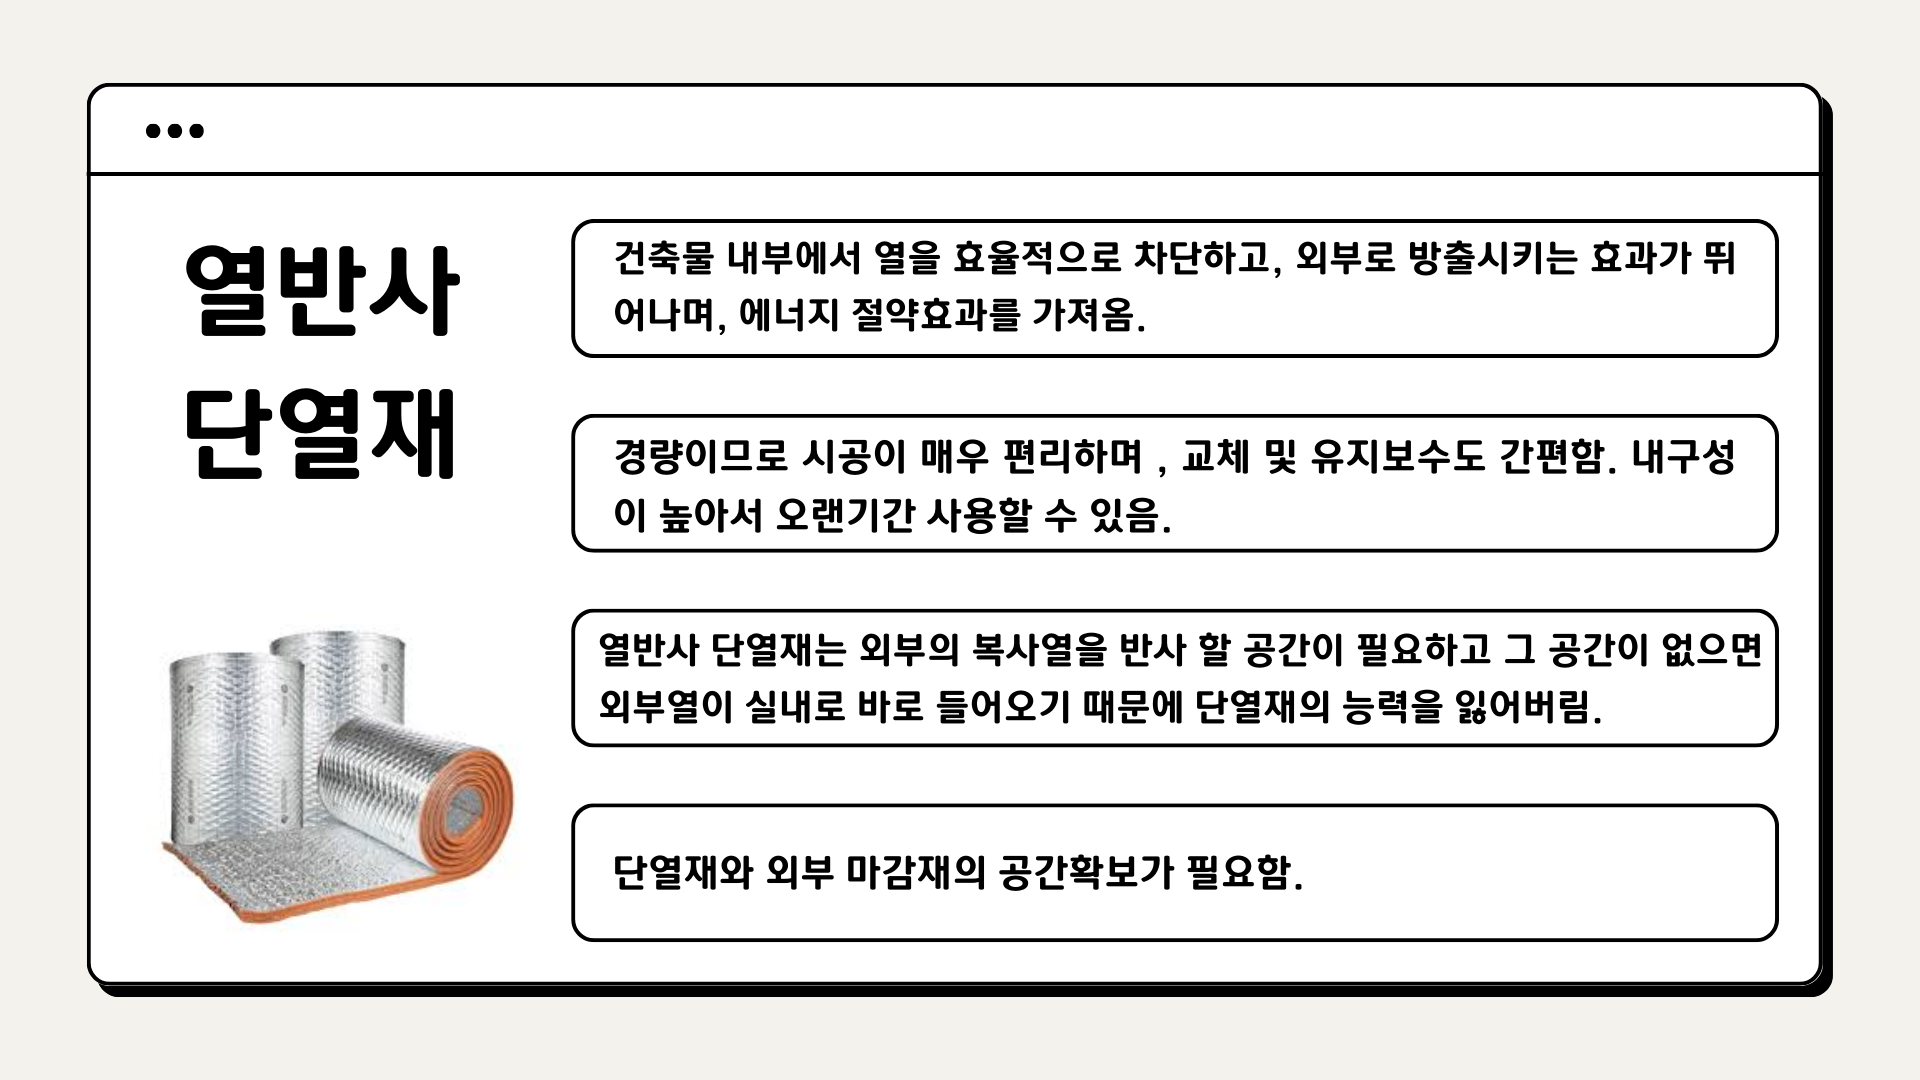 열반사
단열재
건축물 내부에서 열을 효율적으로 차단하고, 외부로 방출시키는 효과가 뛰
어나며, 에너지 절약효과를 가져옴.
경량이므로 시공이 매우 편리하며 , 교체 및 유지보수도 간편함. 내구성
이 높아서 오랜기간 사용할 수 있음.
열반사 단열재는 외부의 복사열을 반사 할 공간이 필요하고 그 공간이 없으면
외부열이 실내로 바로 들어오기 때문에 단열재의 능력을 잃어버림.
단열재와 외부 마감재의 공간확보가 필요함.